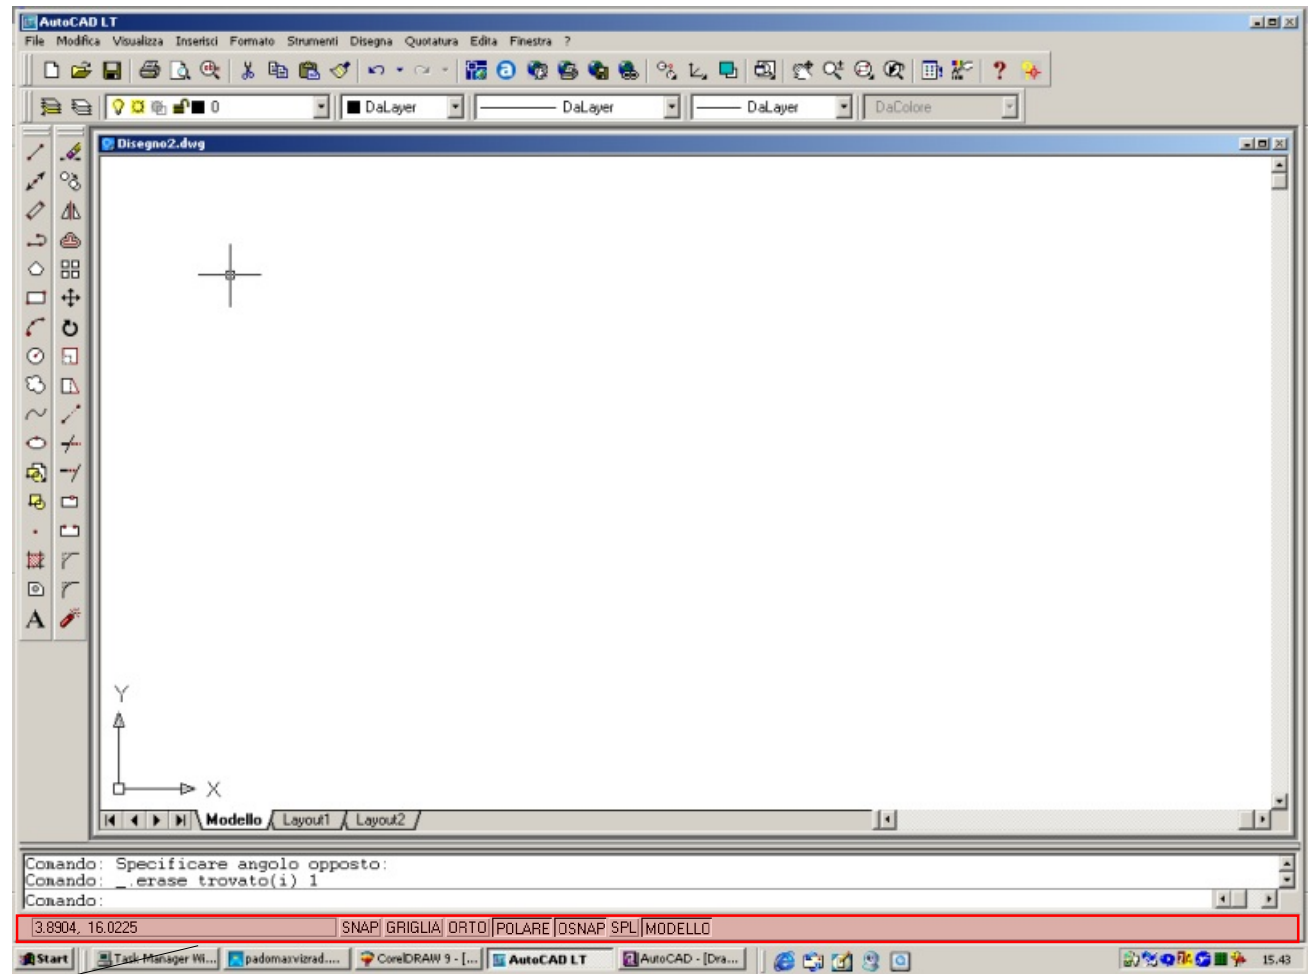 AutoCAD LT
File Modifica Visualizza Inserisci Formato Strumenti Disegna Quotatura Edita Finestra ?
0 DaLayer DaLayer DaLayer DaColore
Disegno2.dwg
A
Y
X
Modello Layout1 Layout2
Comando: Specificare angolo opposto:
Comando: _.erase trovato(i) 1
Comando:
3.8904, 16.0225 SNAP GRIGLIA ORTO POLARE OSNAP SPL MODELLO
Start Task Manager Wi... padomaxvizrad.... CorelDRAW 9 - [... AutoCAD LT AutoCAD - [Dra... 15.43